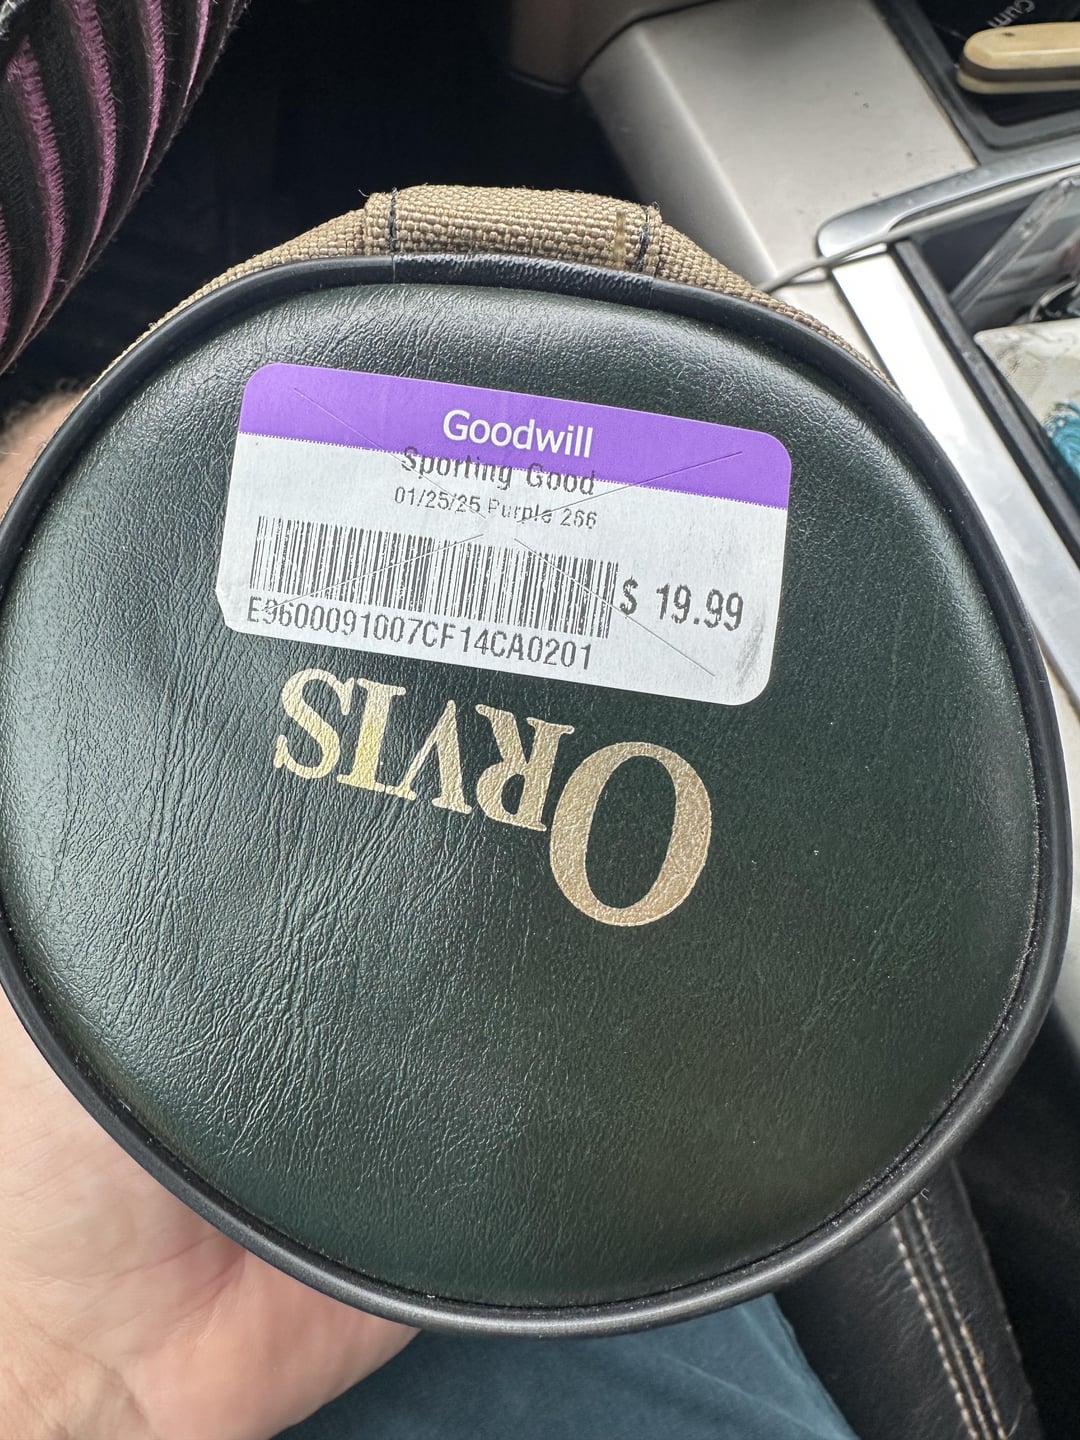 Goodwill
Sporting Good
01/25/25 Purple 266
$ 19.99
E9600091007CF14CA0201
ORVIS